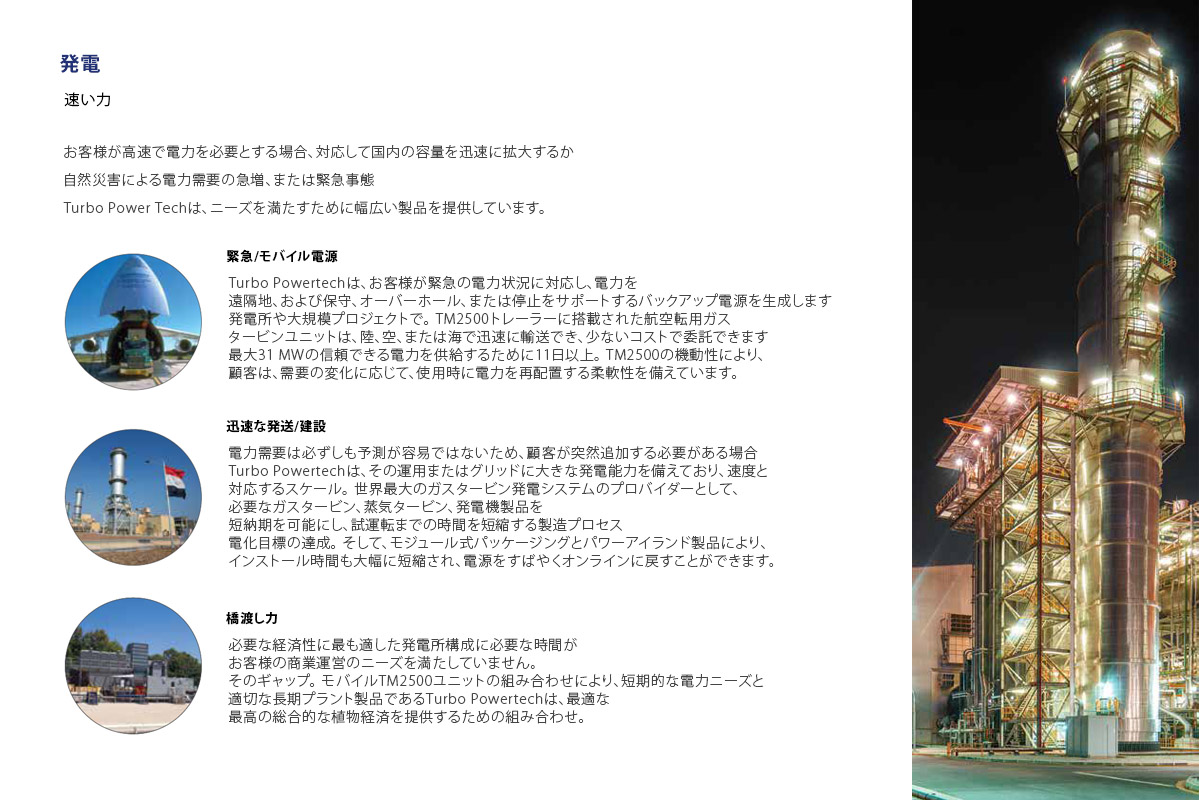 発電
速い力
お客様が高速で電力を必要とする場合、対応して国内の容量を迅速に拡大するか
自然災害による電力需要の急増、または緊急事態
Turbo Power Techは、ニーズを満たすために幅広い製品を提供しています。
緊急/モバイル電源
Turbo Powertechは、お客様が緊急の電力状況に対応し、電力を
遠隔地、および保守、オーバーホール、または停止をサポートするバックアップ電源を生成します
発電所や大規模プロジェクトで。TM2500トレーラーに搭載された航空転用ガス
タービンユニットは、陸、空、または海で迅速に輸送でき、少ないコストで委託できます
最大31 MWの信頼できる電力を供給するために11日以上。TM2500の機動性により、
顧客は、需要の変化に応じて、使用時に電力を再配置する柔軟性を備えています。
迅速な発送/建設
電力需要は必ずしも予測が容易ではないため、顧客が突然追加する必要がある場合
Turbo Powertechは、その運用またはグリッドに大きな発電能力を備えており、速度と
対応するスケール。世界最大のガスタービン発電システムのプロバイダーとして、
必要なガスタービン、蒸気タービン、発電機製品を
短納期を可能にし、試運転までの時間を短縮する製造プロセス
電化目標の達成。そして、モジュール式パッケージングとパワーアイランド製品により、
インストール時間も大幅に短縮され、電源をすばやくオンラインに戻すことができます。
橋渡し力
必要な経済性に最も適した発電所構成に必要な時間が
お客様の商業運営のニーズを満たしていません。
そのギャップ。モバイルTM2500ユニットの組み合わせにより、短期的な電力ニーズと
適切な長期プラント製品であるTurbo Powertechは、最適な
最高の総合的な植物経済を提供するための組み合わせ。